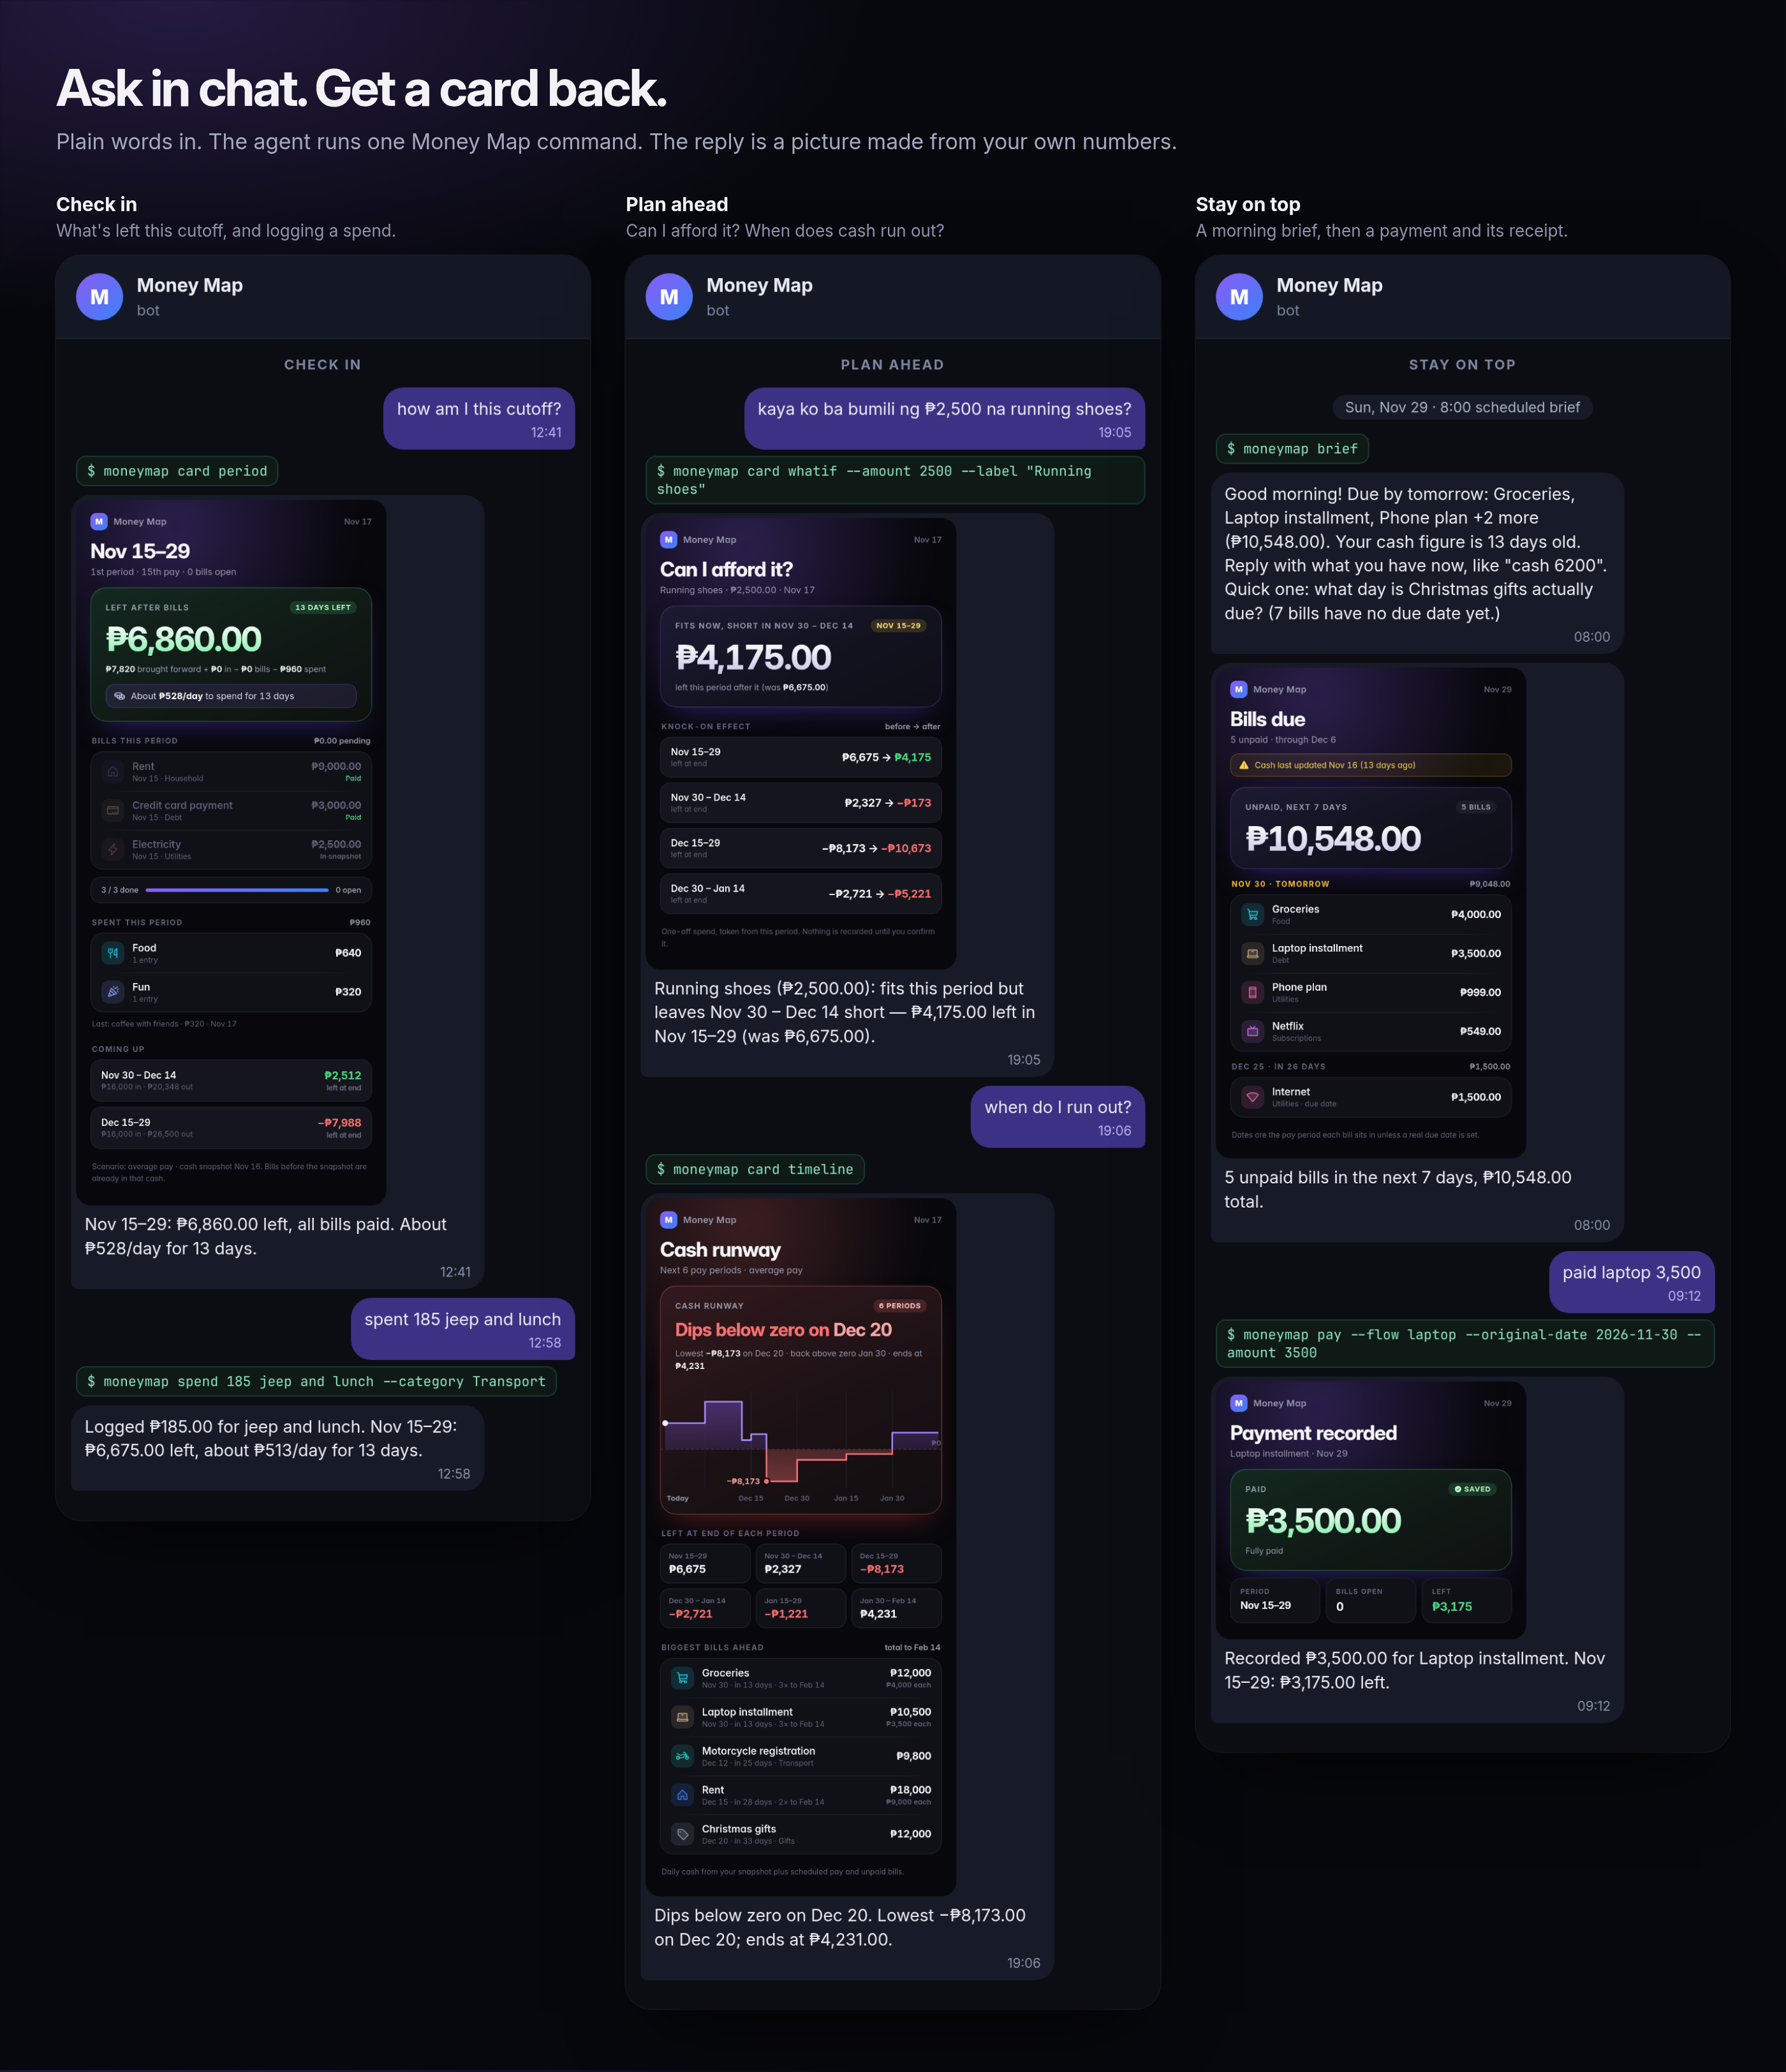 Ask in chat. Get a card back.
Plain words in. The agent runs one Money Map command. The reply is a picture made from your own numbers.
Check in
What's left this cutoff, and logging a spend.
M
Money Map
bot
CHECK IN
how am I this cutoff?
12:41
$ moneymap card period
M Money Map Nov 17
Nov 15–29
1st period · 15th pay · 0 bills open
LEFT AFTER BILLS 13 DAYS LEFT
₱6,860.00
₱7,820 brought forward + ₱0 in − ₱0 bills − ₱960 spent
About ₱528/day to spend for 13 days
BILLS THIS PERIOD ₱0.00 pending
Rent ₱9,000.00
Nov 15 · Household Paid
Credit card payment ₱3,000.00
Nov 15 · Debt Paid
Electricity ₱2,500.00
Nov 15 · Utilities In snapshot
3 / 3 done 0 open
SPENT THIS PERIOD ₱960
Food ₱640
1 entry
Fun ₱320
1 entry
Last: coffee with friends · ₱320 · Nov 17
COMING UP
Nov 30 – Dec 14 ₱2,512
₱16,000 in · ₱20,348 out left at end
Dec 15–29 −₱7,988
₱16,000 in · ₱26,500 out left at end
Scenario: average pay · cash snapshot Nov 16. Bills before the snapshot are
already in that cash.
Nov 15–29: ₱6,860.00 left, all bills paid. About
₱528/day for 13 days.
12:41
spent 185 jeep and lunch
12:58
$ moneymap spend 185 jeep and lunch --category Transport
Logged ₱185.00 for jeep and lunch. Nov 15–29:
₱6,675.00 left, about ₱513/day for 13 days.
12:58
Plan ahead
Can I afford it? When does cash run out?
M
Money Map
bot
PLAN AHEAD
kaya ko ba bumili ng ₱2,500 na running shoes?
19:05
$ moneymap card whatif --amount 2500 --label "Running
shoes"
M Money Map Nov 17
Can I afford it?
Running shoes · ₱2,500.00 · Nov 17
FITS NOW, SHORT IN NOV 30 – DEC 14 NOV 15–29
₱4,175.00
left this period after it (was ₱6,675.00)
KNOCK-ON EFFECT before → after
Nov 15–29 ₱6,675 → ₱4,175
left at end
Nov 30 – Dec 14 ₱2,327 → −₱173
left at end
Dec 15–29 −₱8,173 → −₱10,673
left at end
Dec 30 – Jan 14 −₱2,721 → −₱5,221
left at end
One-off spend, taken from this period. Nothing is recorded until you confirm
it.
Running shoes (₱2,500.00): fits this period but
leaves Nov 30 – Dec 14 short — ₱4,175.00 left in
Nov 15–29 (was ₱6,675.00).
19:05
when do I run out?
19:06
$ moneymap card timeline
M Money Map Nov 17
Cash runway
Next 6 pay periods · average pay
CASH RUNWAY 6 PERIODS
Dips below zero on Dec 20
Lowest −₱8,173 on Dec 20 · back above zero Jan 30 · ends at
₱4,231
₱0
−₱8,173
Today Dec 15 Dec 30 Jan 15 Jan 30
LEFT AT END OF EACH PERIOD
Nov 15–29 Nov 30 – Dec 14 Dec 15–29
₱6,675 ₱2,327 −₱8,173
Dec 30 – Jan 14 Jan 15–29 Jan 30 – Feb 14
−₱2,721 −₱1,221 ₱4,231
BIGGEST BILLS AHEAD total to Feb 14
Groceries ₱12,000
Nov 30 · in 13 days · 3× to Feb 14 ₱4,000 each
Laptop installment ₱10,500
Nov 30 · in 13 days · 3× to Feb 14 ₱3,500 each
Motorcycle registration ₱9,800
Dec 12 · in 25 days · Transport
Rent ₱18,000
Dec 15 · in 28 days · 2× to Feb 14 ₱9,000 each
Christmas gifts ₱12,000
Dec 20 · in 33 days · Gifts
Daily cash from your snapshot plus scheduled pay and unpaid bills.
Dips below zero on Dec 20. Lowest −₱8,173.00
on Dec 20; ends at ₱4,231.00.
19:06
Stay on top
A morning brief, then a payment and its receipt.
M
Money Map
bot
STAY ON TOP
Sun, Nov 29 · 8:00 scheduled brief
$ moneymap brief
Good morning! Due by tomorrow: Groceries,
Laptop installment, Phone plan +2 more
(₱10,548.00). Your cash figure is 13 days old.
Reply with what you have now, like "cash 6200".
Quick one: what day is Christmas gifts actually
due? (7 bills have no due date yet.)
08:00
M Money Map Nov 29
Bills due
5 unpaid · through Dec 6
Cash last updated Nov 16 (13 days ago)
UNPAID, NEXT 7 DAYS 5 BILLS
₱10,548.00
NOV 30 · TOMORROW ₱9,048.00
Groceries ₱4,000.00
Food
Laptop installment ₱3,500.00
Debt
Phone plan ₱999.00
Utilities
Netflix ₱549.00
Subscriptions
DEC 25 · IN 26 DAYS ₱1,500.00
Internet ₱1,500.00
Utilities · due date
Dates are the pay period each bill sits in unless a real due date is set.
5 unpaid bills in the next 7 days, ₱10,548.00
total.
08:00
paid laptop 3,500
09:12
$ moneymap pay --flow laptop --original-date 2026-11-30 --
amount 3500
M Money Map Nov 29
Payment recorded
Laptop installment · Nov 29
PAID SAVED
₱3,500.00
Fully paid
PERIOD BILLS OPEN LEFT
Nov 15–29 0 ₱3,175
Recorded ₱3,500.00 for Laptop installment. Nov
15–29: ₱3,175.00 left.
09:12